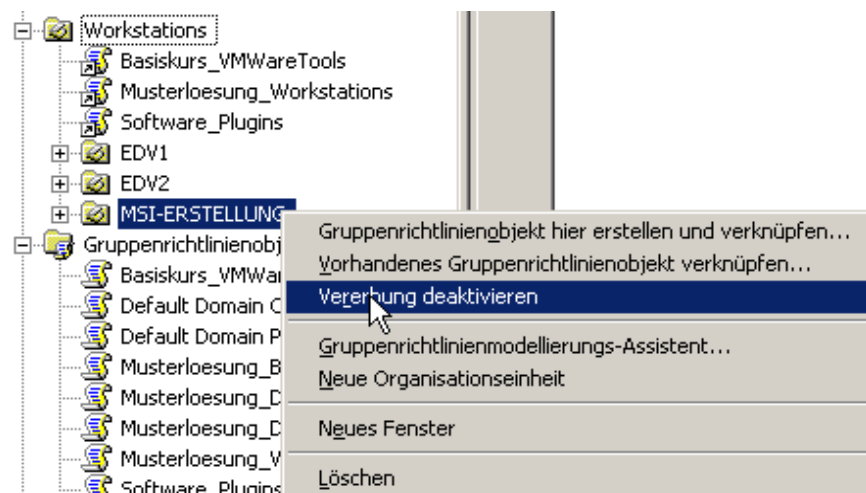 Workstations
Basiskurs_VMWareTools
Musterloesung_Workstations
Software_Plugins
EDV1
EDV2
MSI-ERSTELLUNG
Gruppenrichtlinienobj
Basiskurs_VMWar
Default Domain C
Default Domain P
Musterloesung_B
Musterloesung_D
Musterloesung_D
Musterloesung_W
Software_Plugins
Gruppenrichtlinienobjekt hier erstellen und verknüpfen...
Vorhandenes Gruppenrichtlinienobjekt verknüpfen...
Vererbung deaktivieren
Gruppenrichtlinienmodellierungs-Assistent...
Neue Organisationseinheit
Neues Fenster
Löschen